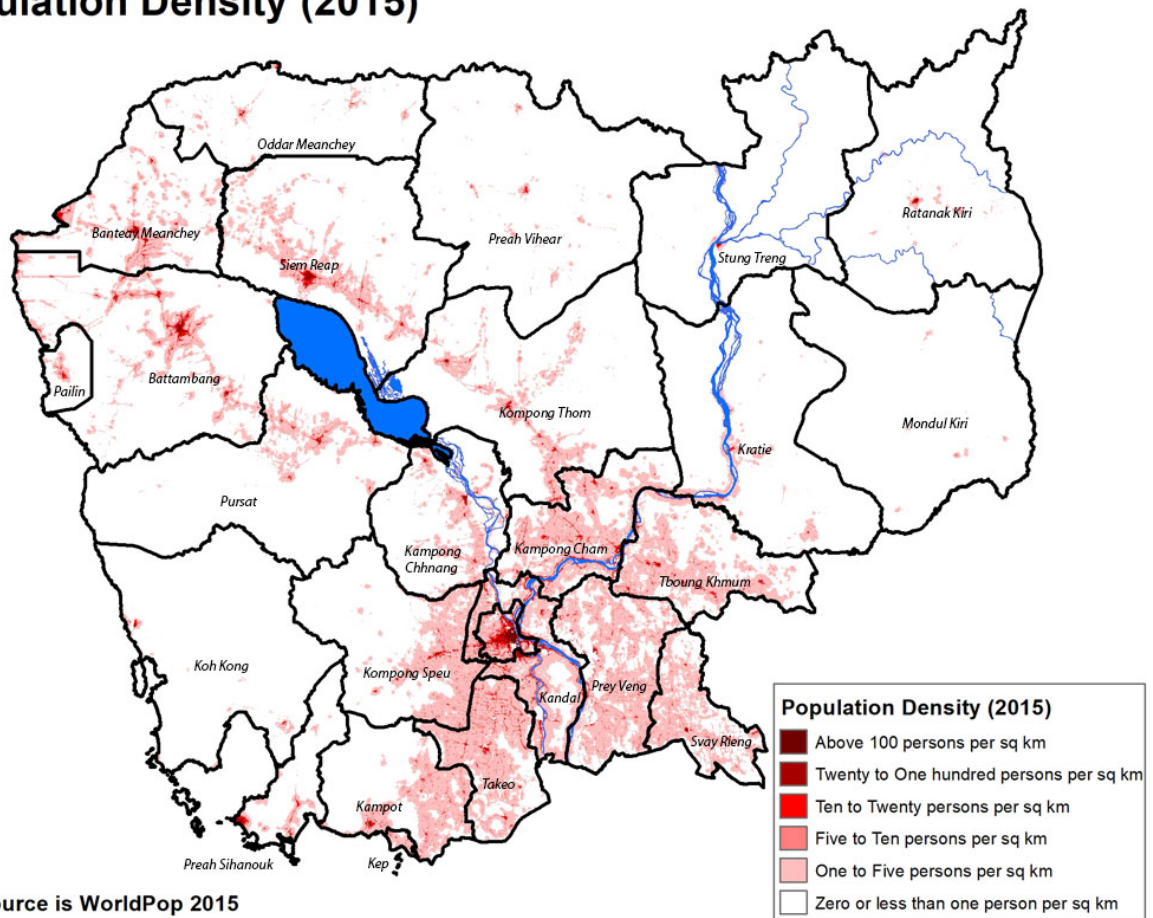 ulation Density (2015)
Oddar Meanchey
Banteay Meanchey
Siem Reap
Preah Vihear
Ratanak Kiri
Stung Treng
Pailin
Battambang
Kompong Thom
Mondul Kiri
Kratie
Pursat
Kampong
Chhnang
Kampong Cham
Tboung Khmum
Koh Kong
Kompong Speu
Kandal
Prey Veng
Svay Rieng
Takeo
Kampot
Preah Sihanouk
Kep
Population Density (2015)
Above 100 persons per sq km
Twenty to One hundred persons per sq km
Ten to Twenty persons per sq km
Five to Ten persons per sq km
One to Five persons per sq km
Zero or less than one person per sq km
ource is WorldPop 2015